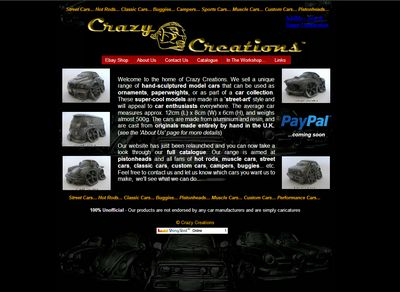 Street Cars... Hot Rods... Classic Cars... Buggies... Campers... Sports Cars... Muscle Cars... Custom Cars... Pistonheads...
Crazy
Creations
Ebay Shop About Us Contact Us Catalogue In The Workshop... Links
Welcome to the home of Crazy Creations. We sell a unique
range of hand-sculptured model cars that can be used as
ornaments, paperweights, or as part of a car collection.
These super-cool models are made in a 'street-art' style and
will appeal to car enthusiasts everywhere. The average car
measures approx. 12cm (L) x 8cm (W) x 6cm (H), and weighs
almost 500g. The cars are made from aluminium and resin, and
are cast from originals made entirely by hand in the U.K.
(see the 'About Us' page for more details)
PayPal
...coming soon
Our website has just been relaunched and you can now take a
look through our full catalogue. Our range is aimed at
pistonheads and all fans of hot rods, muscle cars, street
cars, classic cars, custom cars, campers, buggies... etc.
Feel free to contact us and let us know which cars you want us to
make, we'll see what we can do....
Street Cars... Hot Rods... Classic Cars... Buggies... Pistonheads... Muscle Cars... Custom Cars... Performance Cars...
100% Unofficial - Our products are not endorsed by any car manufacturers and are simply caricatures
© Crazy Creations
Online